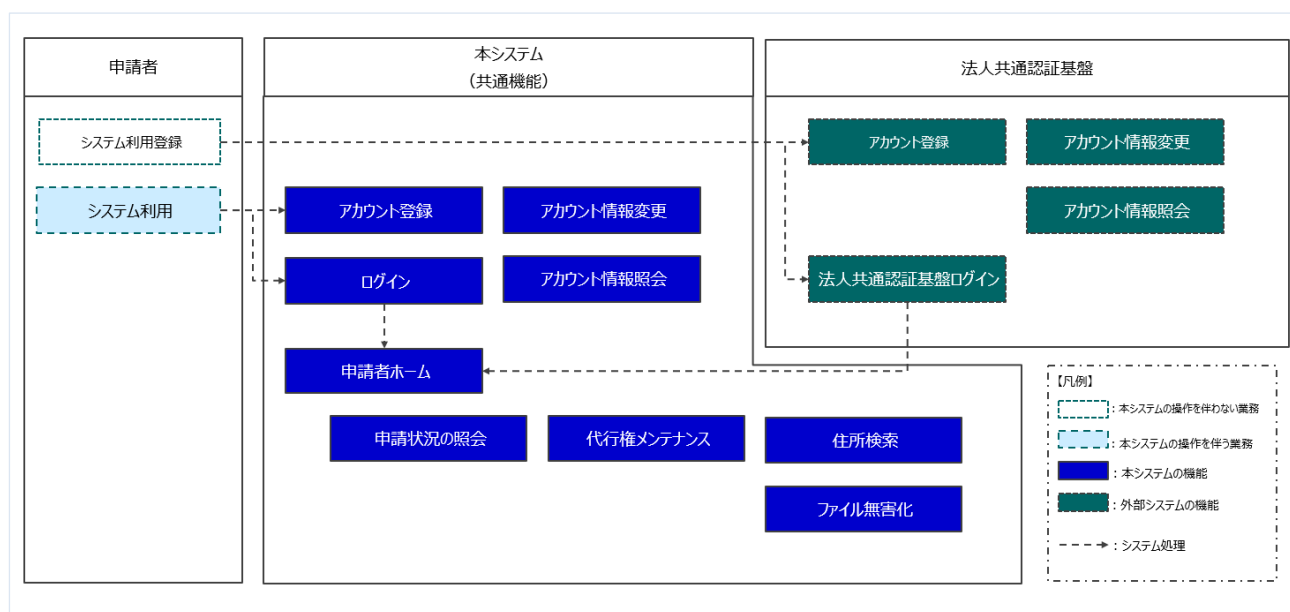 申請者
本システム
（共通機能）
法人共通認証基盤
システム利用登録
アカウント登録
アカウント情報変更
システム利用
アカウント登録
アカウント情報変更
アカウント情報照会
ログイン
アカウント情報照会
法人共通認証基盤ログイン
申請者ホーム
申請状況の照会
代行権メンテナンス
住所検索
ファイル無害化
【凡例】
：本システムの操作を伴わない業務
：本システムの操作を伴う業務
：本システムの機能
：外部システムの機能
：システム処理